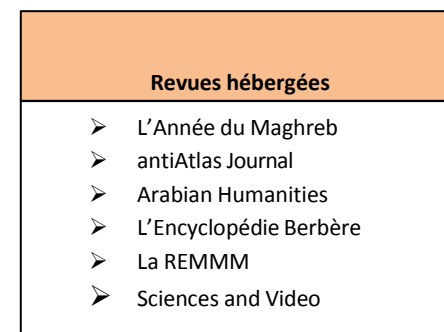 Revues hébergées
➢ L’Année du Maghreb
➢ antiAtlas Journal
➢ Arabian Humanities
➢ L’Encyclopédie Berbère
➢ La REMMM
➢ Sciences and Video